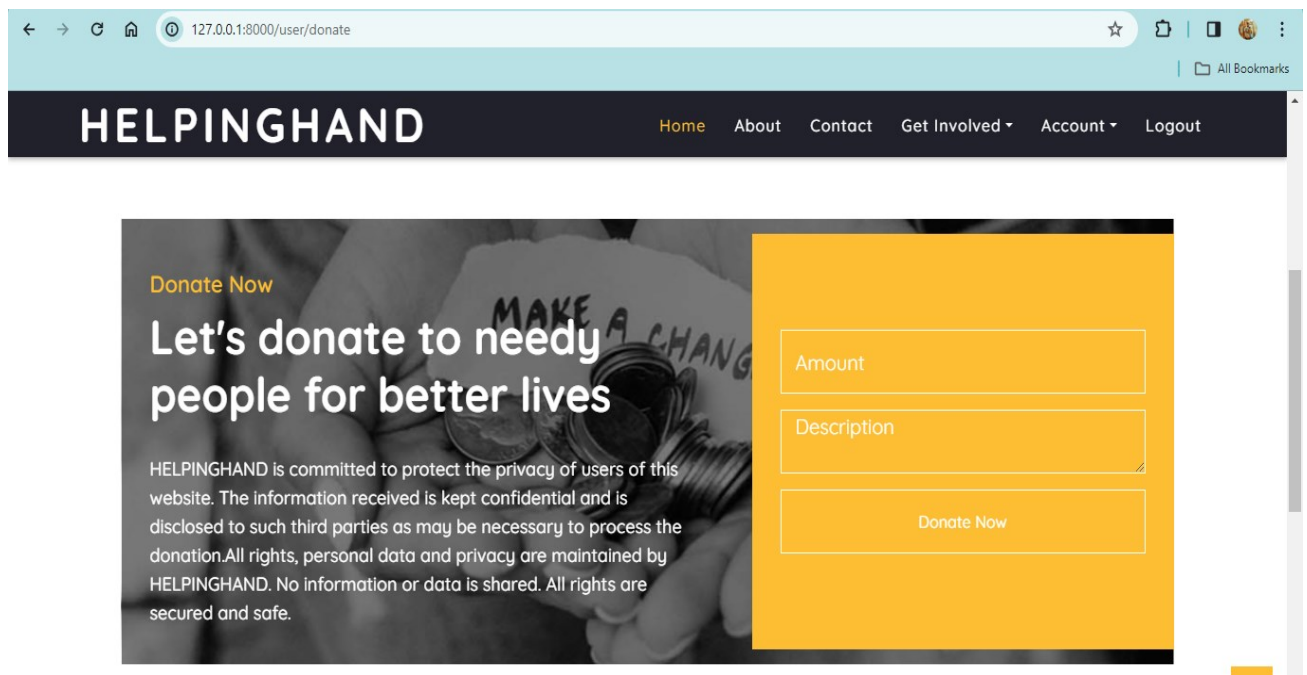 127.0.0.1:8000/user/donate
All Bookmarks
HELPINGHAND
Home About Contact Get Involved Account Logout
Donate Now
Let's donate to needy
people for better lives
HELPINGHAND is committed to protect the privacy of users of this
website. The information received is kept confidential and is
disclosed to such third parties as may be necessary to process the
donation.All rights, personal data and privacy are maintained by
HELPINGHAND. No information or data is shared. All rights are
secured and safe.
MAKE A
CHANG
Amount
Description
Donate Now